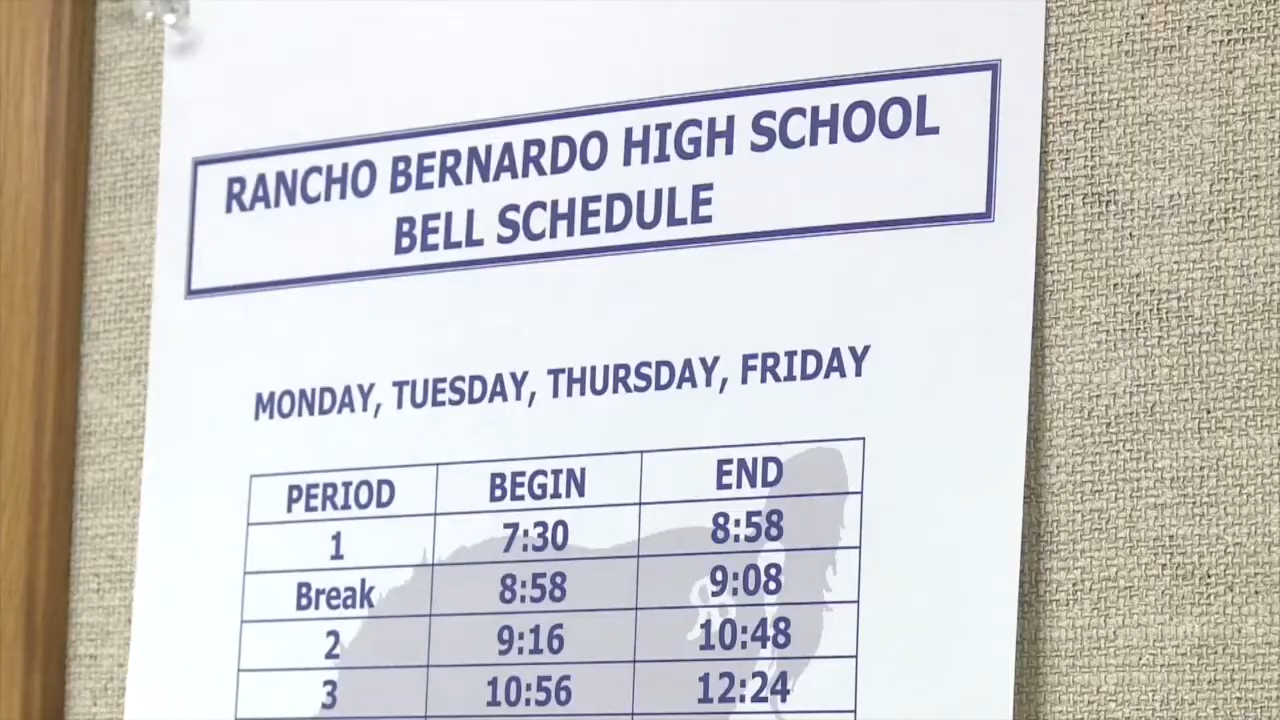 RANCHO BERNARDO HIGH SCHOOL
BELL SCHEDULE
MONDAY, TUESDAY, THURSDAY, FRIDAY
PERIOD BEGIN END
1 7:30 8:58
Break 8:58 9:08
2 9:16 10:48
3 10:56 12:24